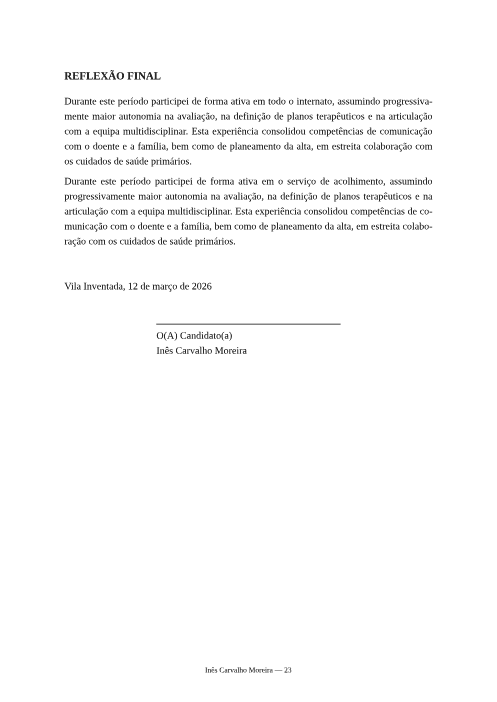 REFLEXÃO FINAL
Durante este período participei de forma ativa em todo o internato, assumindo progressiva-
mente maior autonomia na avaliação, na definição de planos terapêuticos e na articulação
com a equipa multidisciplinar. Esta experiência consolidou competências de comunicação
com o doente e a família, bem como de planeamento da alta, em estreita colaboração com
os cuidados de saúde primários.
Durante este período participei de forma ativa em o serviço de acolhimento, assumindo
progressivamente maior autonomia na avaliação, na definição de planos terapêuticos e na
articulação com a equipa multidisciplinar. Esta experiência consolidou competências de co-
municação com o doente e a família, bem como de planeamento da alta, em estreita colabo-
ração com os cuidados de saúde primários.
Vila Inventada, 12 de março de 2026
O(A) Candidato(a)
Inês Carvalho Moreira
Inês Carvalho Moreira — 23